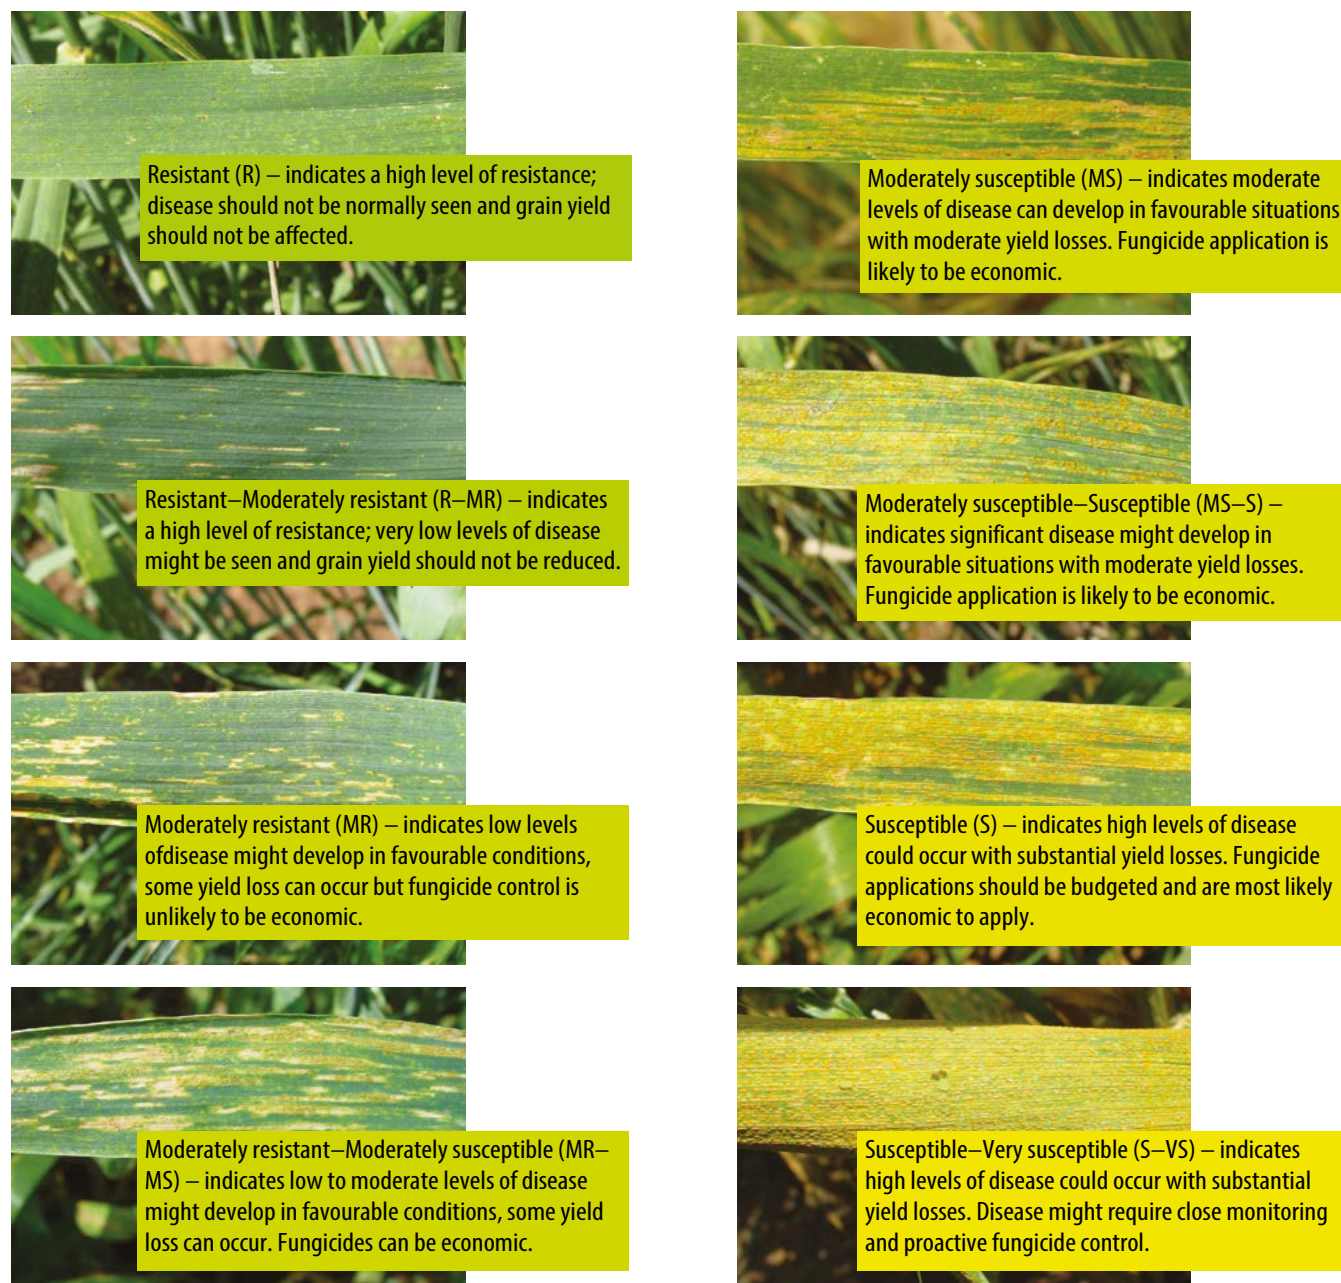 Resistant (R) – indicates a high level of resistance;
disease should not be normally seen and grain yield
should not be affected.
Resistant–Moderately resistant (R–MR) – indicates
a high level of resistance; very low levels of disease
might be seen and grain yield should not be reduced.
Moderately resistant (MR) – indicates low levels
ofdisease might develop in favourable conditions,
some yield loss can occur but fungicide control is
unlikely to be economic.
Moderately resistant–Moderately susceptible (MR–
MS) – indicates low to moderate levels of disease
might develop in favourable conditions, some yield
loss can occur. Fungicides can be economic.
Moderately susceptible (MS) – indicates moderate
levels of disease can develop in favourable situations
with moderate yield losses. Fungicide application is
likely to be economic.
Moderately susceptible–Susceptible (MS–S) –
indicates significant disease might develop in
favourable situations with moderate yield losses.
Fungicide application is likely to be economic.
Susceptible (S) – indicates high levels of disease
could occur with substantial yield losses. Fungicide
applications should be budgeted and are most likely
economic to apply.
Susceptible–Very susceptible (S–VS) – indicates
high levels of disease could occur with substantial
yield losses. Disease might require close monitoring
and proactive fungicide control.